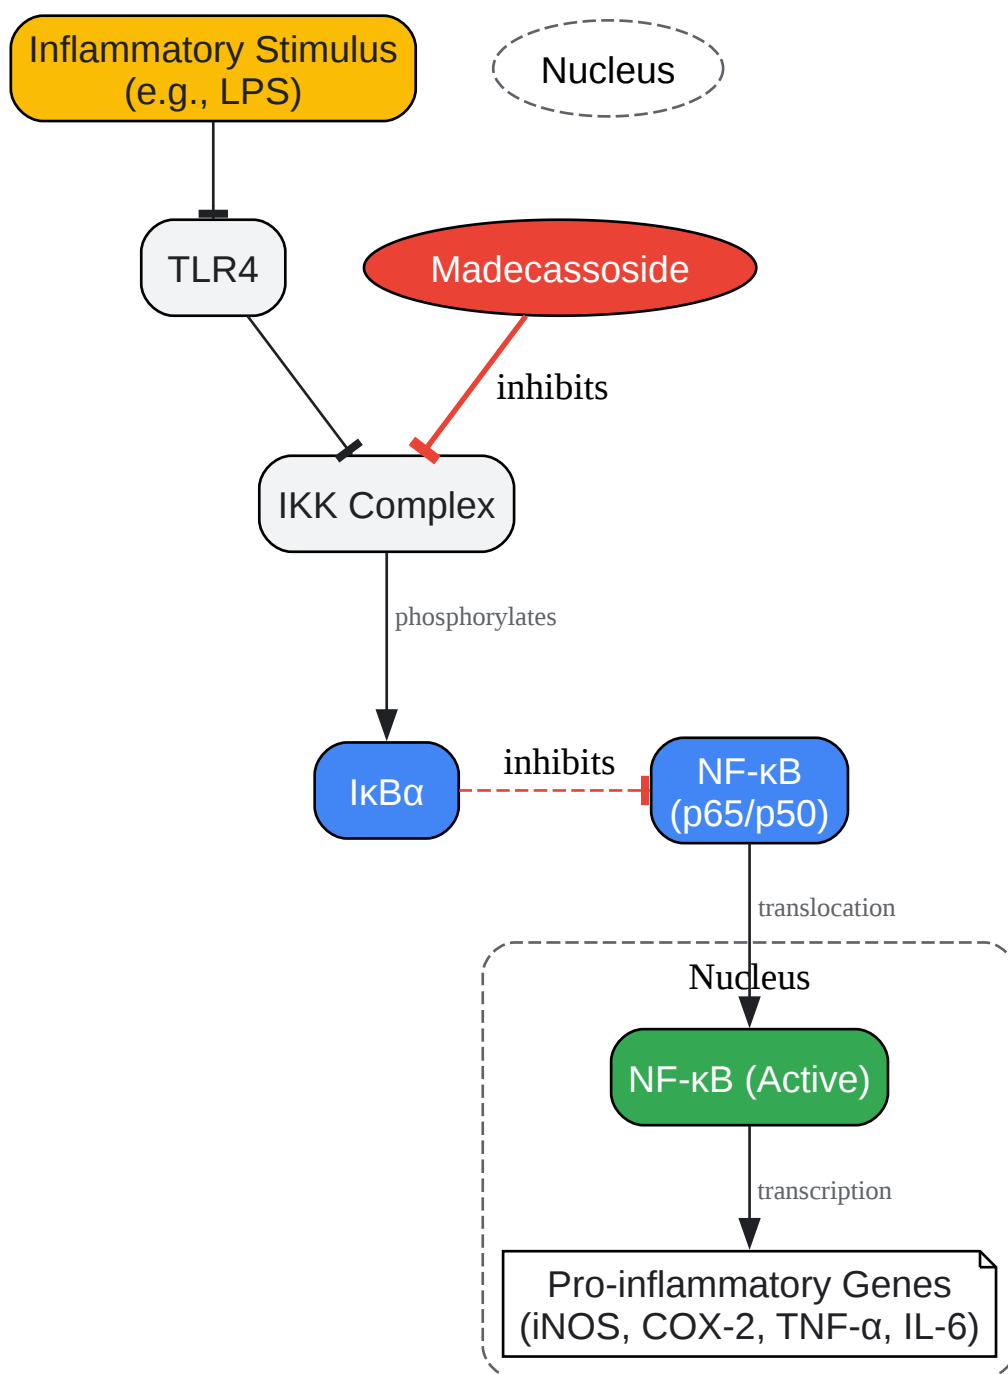 Inflammatory Stimulus
(e.g., LPS)
Nucleus
TLR4
Madecassoside
inhibits
IKK Complex
phosphorylates
IκBα
inhibits
NF-κB
(p65/p50)
translocation
Nucleus
NF-κB (Active)
transcription
Pro-inflammatory Genes
(iNOS, COX-2, TNF-α, IL-6)